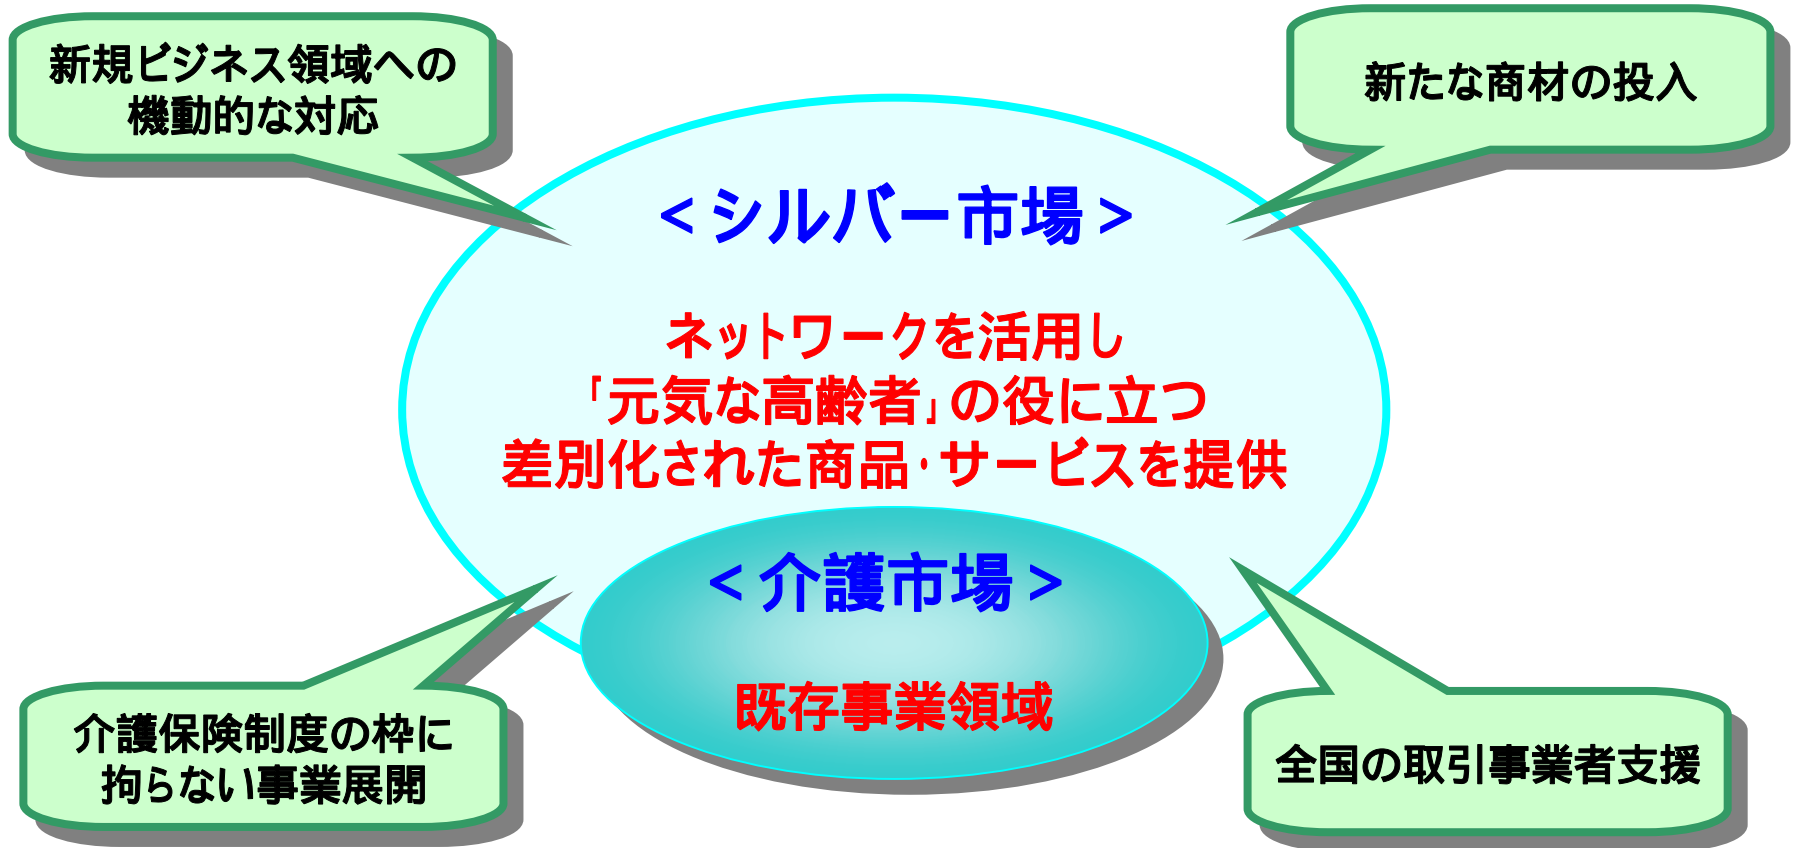 新規ビジネス領域への
機動的な対応
新たな商材の投入
<シルバー市場>
ネットワークを活用し
「元気な高齢者」の役に立つ
差別化された商品・サービスを提供
<介護市場>
既存事業領域
介護保険制度の枠に
拘らない事業展開
全国の取引事業者支援